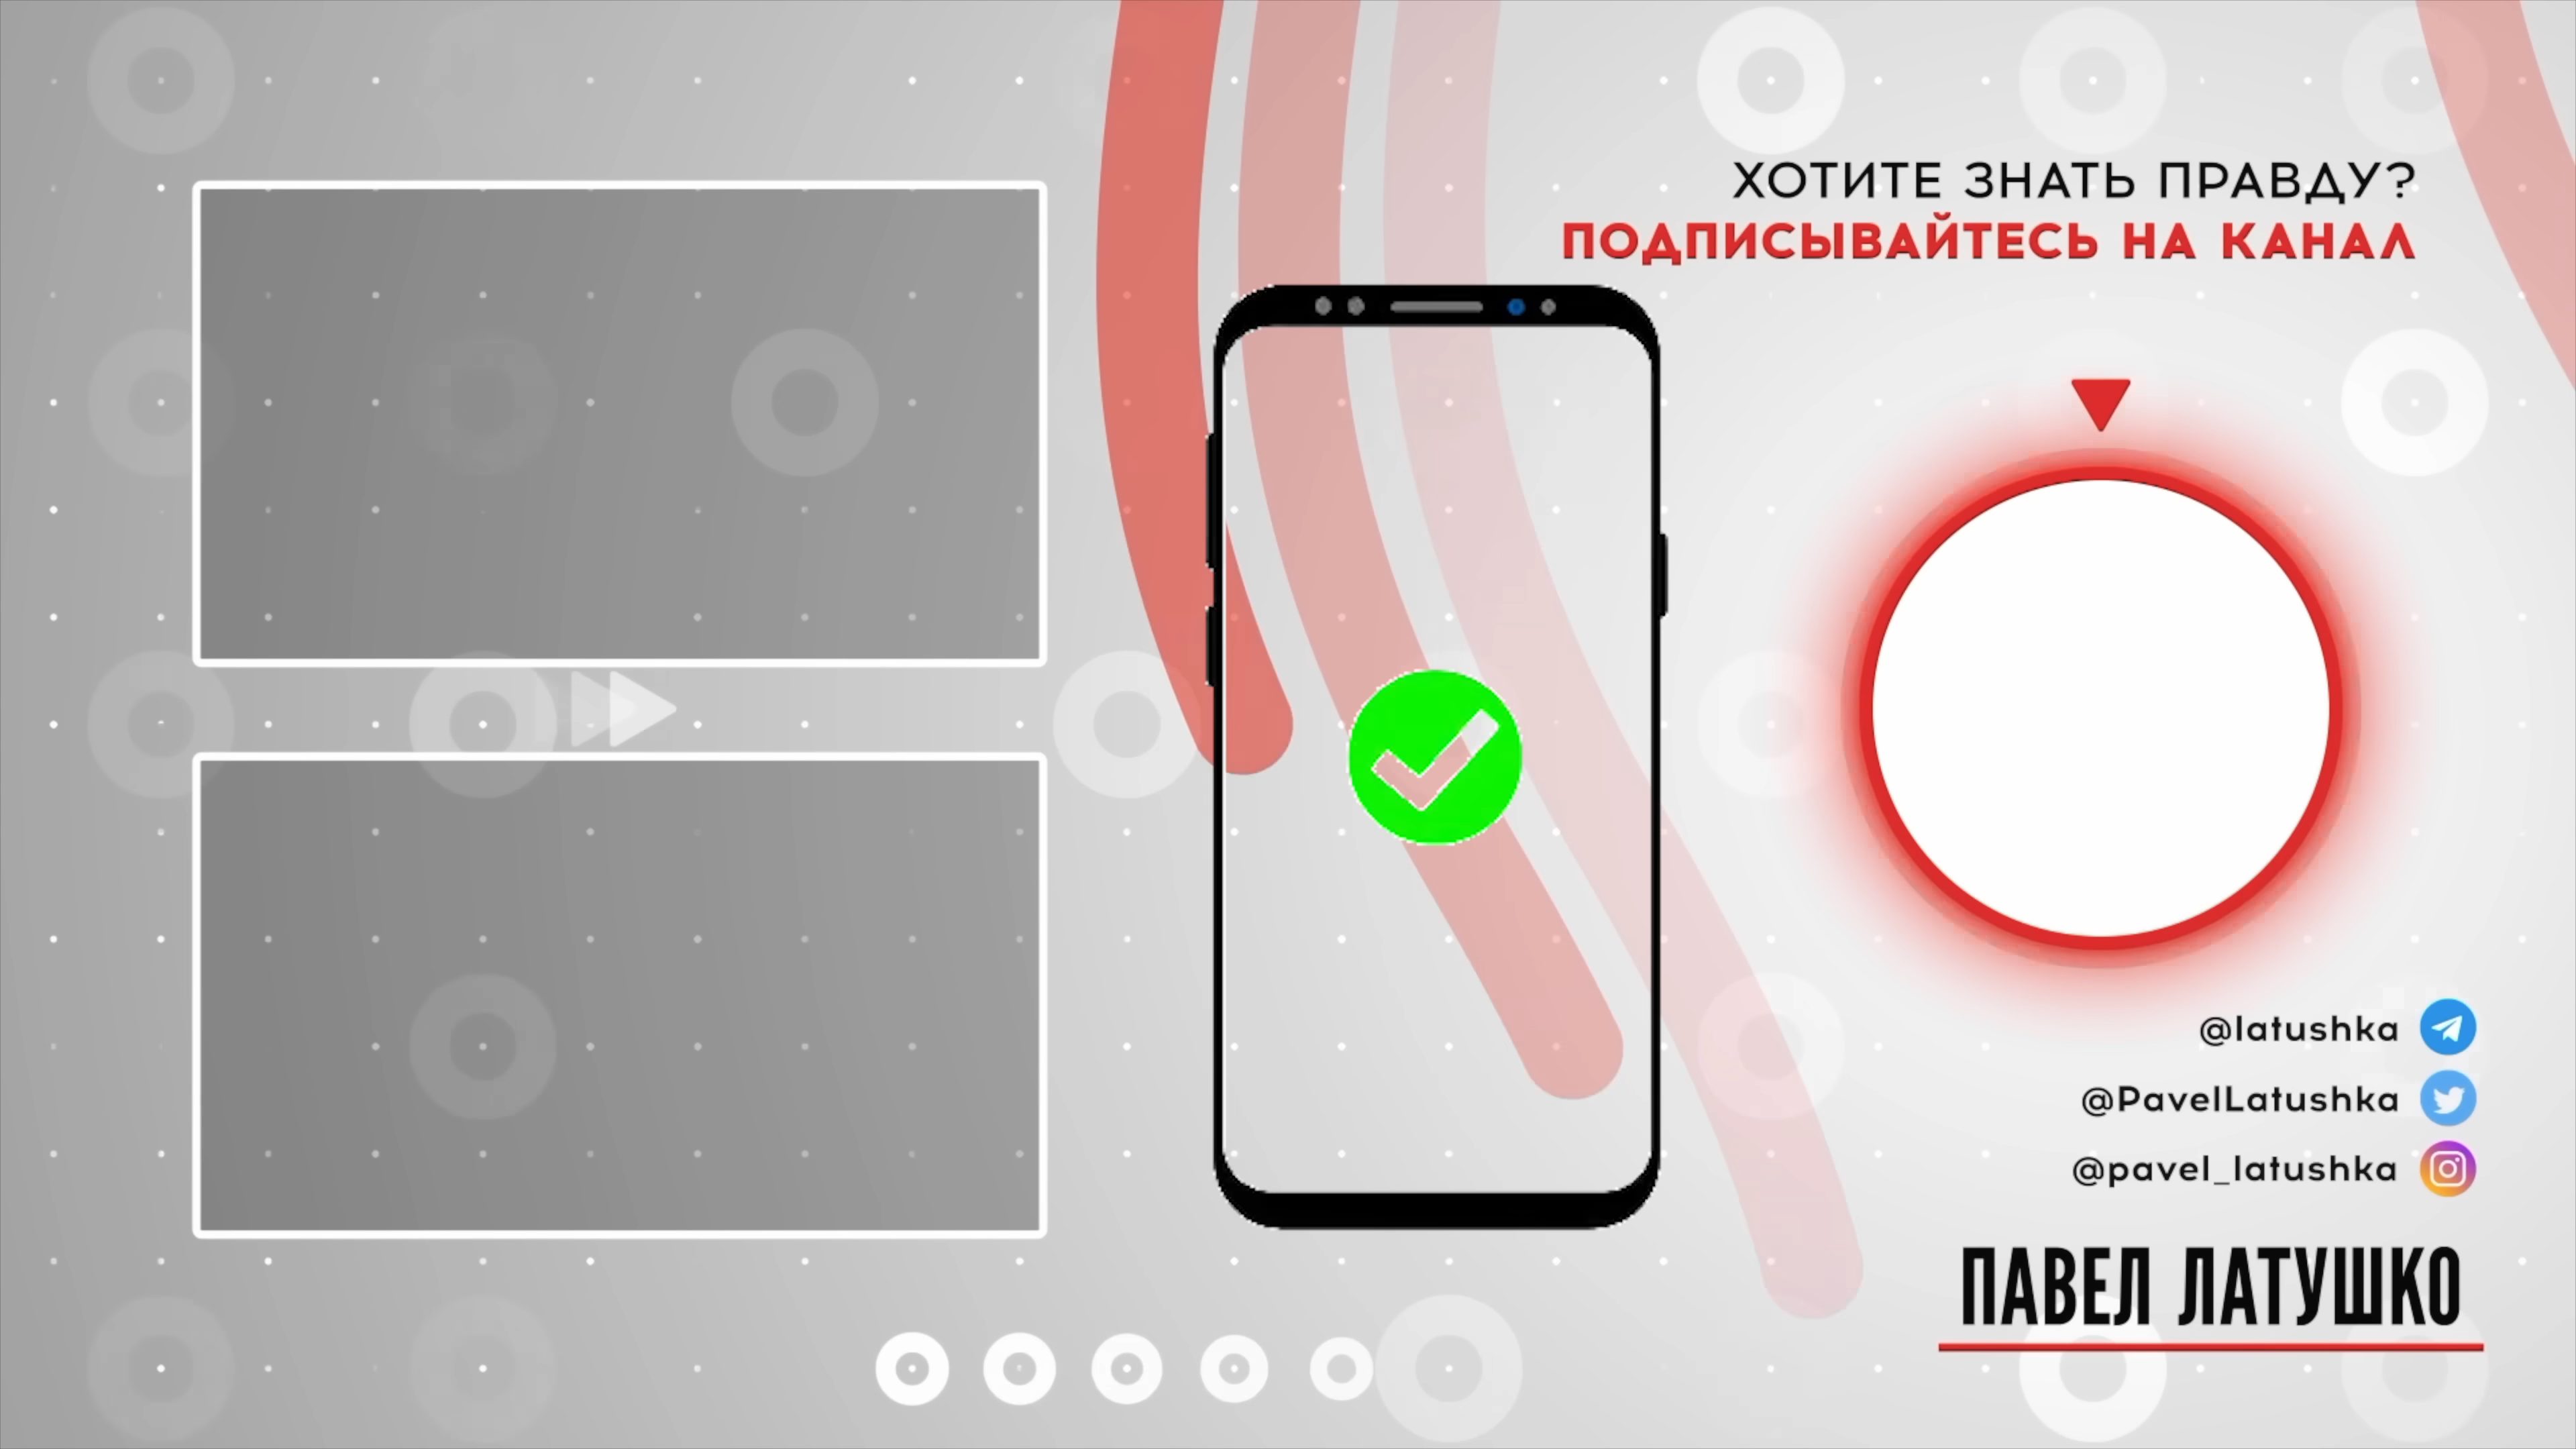 ХОТИТЕ ЗНАТЬ ПРАВДУ?
ПОДПИСЫВАЙТЕСЬ НА КАНАЛ
@latushka
@PavelLatushka
@pavel_latushka
ПАВЕЛ ЛАТУШКО